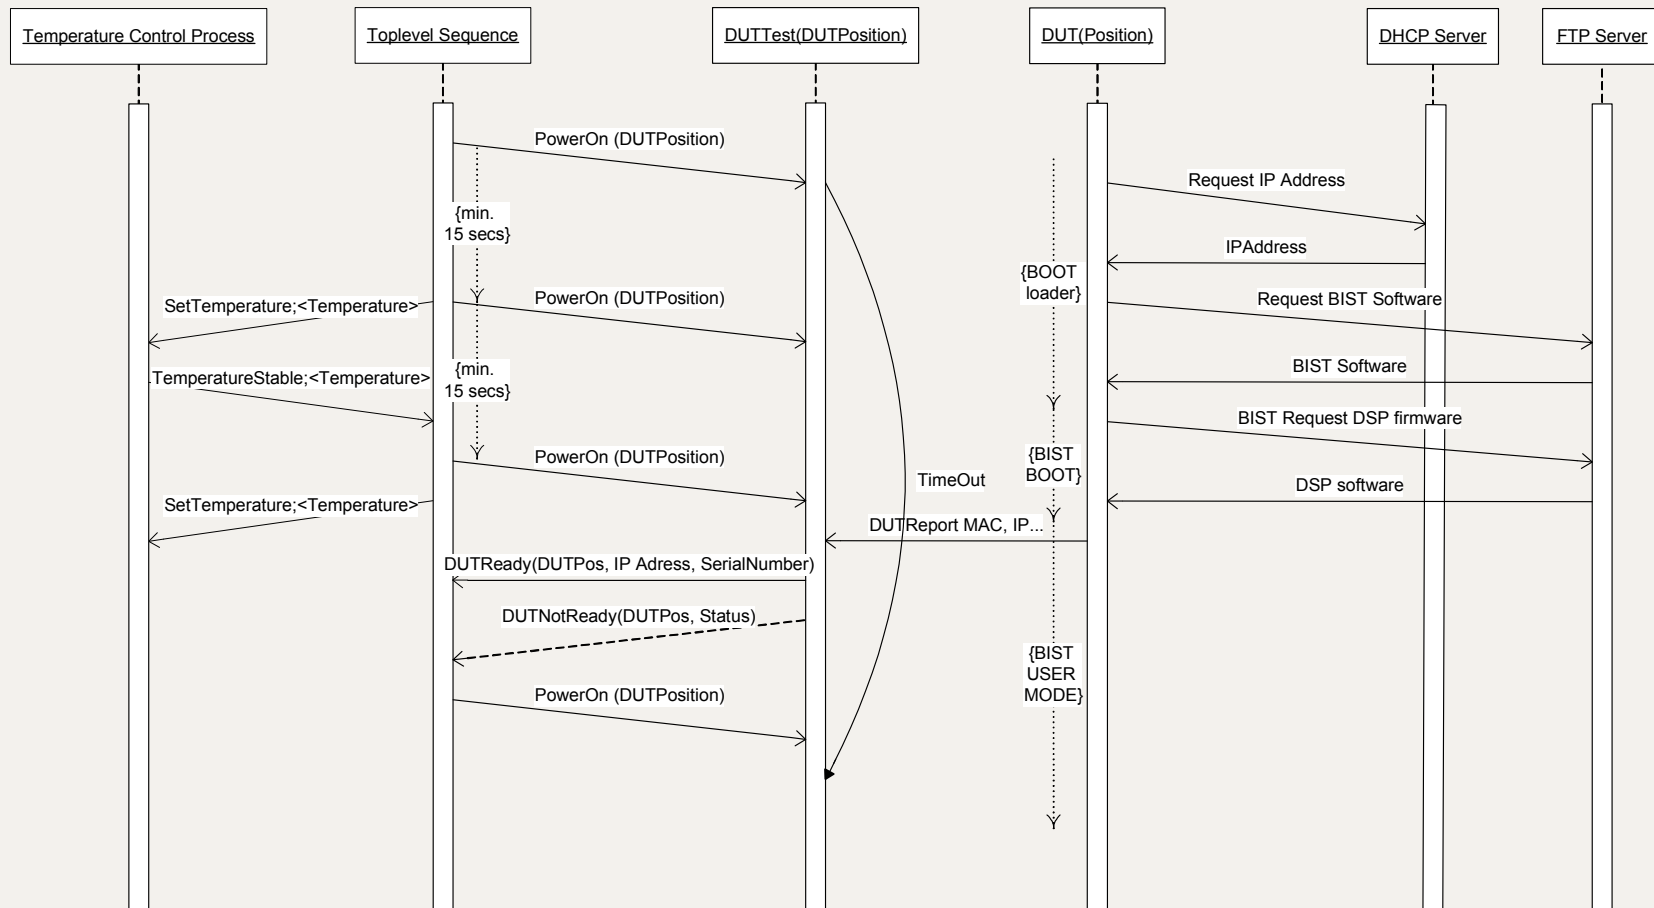 Temperature Control Process
Toplevel Sequence
DUTTest(DUTPosition)
DUT(Position)
DHCP Server
FTP Server
PowerOn (DUTPosition)
Request IP Address
{min.
15 secs}
IPAddress
{BOOT
loader}
SetTemperature;<Temperature>
PowerOn (DUTPosition)
Request BIST Software
{min.
15 secs}
TemperatureStable;<Temperature>
BIST Software
BIST Request DSP firmware
PowerOn (DUTPosition)
{BIST
BOOT}
TimeOut
DSP software
SetTemperature;<Temperature>
DUTReport MAC, IP...
DUTReady(DUTPos, IP Adress, SerialNumber)
DUTNotReady(DUTPos, Status)
{BIST
USER
MODE}
PowerOn (DUTPosition)